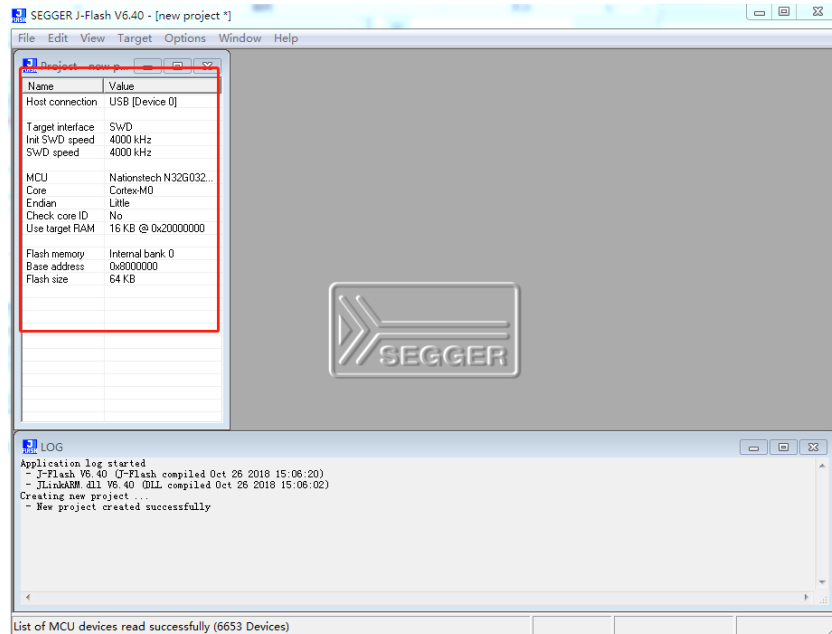 SEGGER J-Flash V6.40 - [new project *]
File Edit View Target Options Window Help
Project - new p...
Name Value
Host connection USB [Device 0]
Target interface SWD
Init SWD speed 4000 kHz
SWD speed 4000 kHz
MCU Nationstech N32G032...
Core Cortex-M0
Endian Little
Check core ID No
Use target RAM 16 KB @ 0x20000000
Flash memory Internal bank 0
Base address 0x8000000
Flash size 64 KB
SEGGER
LOG
Application log started
- J-Flash V6.40 (J-Flash compiled Oct 26 2018 15:06:20)
- JLinkARM.dll V6.40 (DLL compiled Oct 26 2018 15:06:02)
Creating new project ...
- New project created successfully
List of MCU devices read successfully (6653 Devices)